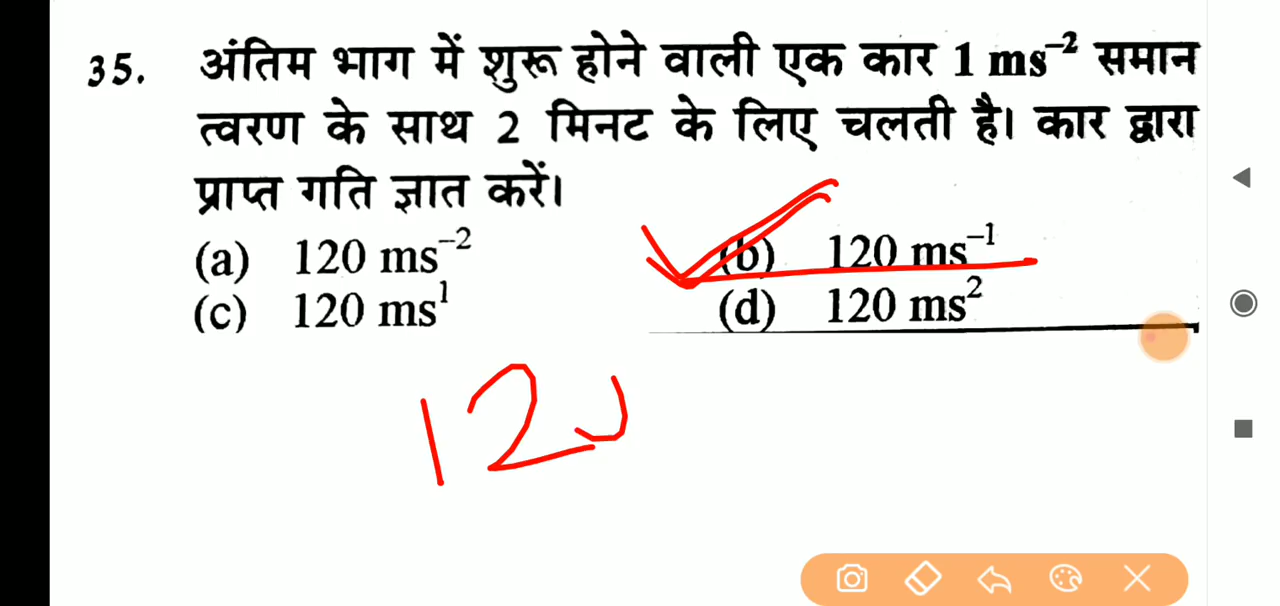 35. अंतिम भाग में शुरू होने वाली एक कार 1 ms⁻² समान
त्वरण के साथ 2 मिनट के लिए चलती है। कार द्वारा
प्राप्त गति ज्ञात करें।
(a) 120 ms⁻² (b) 120 ms⁻¹
(c) 120 ms¹ (d) 120 ms²
12